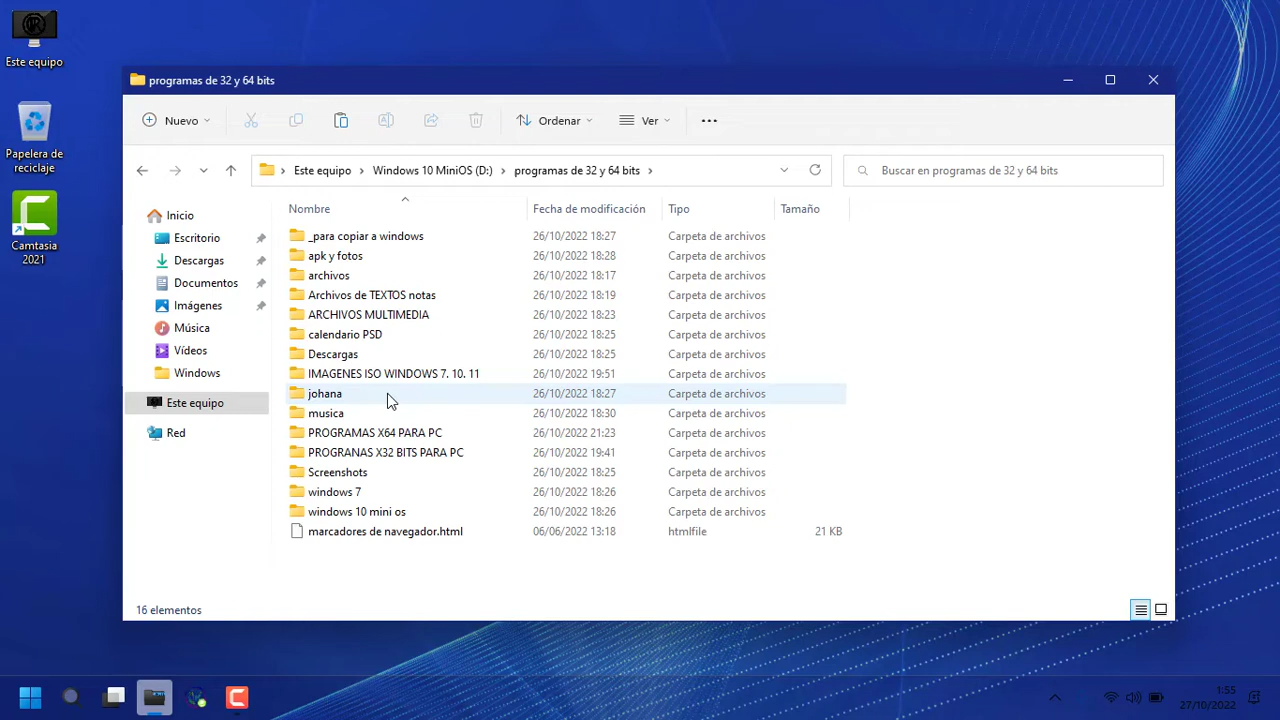 Este equipo
Papelera de
reciclaje
Camtasia
2021
programas de 32 y 64 bits
Nuevo
Ordenar
Ver
Este equipo
Windows 10 MiniOS (D:)
programas de 32 y 64 bits
Buscar en programas de 32 y 64 bits
Inicio
Escritorio
Descargas
Documentos
Imágenes
Música
Vídeos
Windows
Este equipo
Red
Nombre Fecha de modificación Tipo Tamaño
_para copiar a windows 26/10/2022 18:27 Carpeta de archivos
apk y fotos 26/10/2022 18:28 Carpeta de archivos
archivos 26/10/2022 18:17 Carpeta de archivos
Archivos de TEXTOS notas 26/10/2022 18:19 Carpeta de archivos
ARCHIVOS MULTIMEDIA 26/10/2022 18:23 Carpeta de archivos
calendario PSD 26/10/2022 18:25 Carpeta de archivos
Descargas 26/10/2022 18:25 Carpeta de archivos
IMAGENES ISO WINDOWS 7. 10. 11 26/10/2022 19:51 Carpeta de archivos
johana 26/10/2022 18:27 Carpeta de archivos
musica 26/10/2022 18:30 Carpeta de archivos
PROGRAMAS X64 PARA PC 26/10/2022 21:23 Carpeta de archivos
PROGRANAS X32 BITS PARA PC 26/10/2022 19:41 Carpeta de archivos
Screenshots 26/10/2022 18:25 Carpeta de archivos
windows 7 26/10/2022 18:26 Carpeta de archivos
windows 10 mini os 26/10/2022 18:26 Carpeta de archivos
marcadores de navegador.html 06/06/2022 13:18 htmlfile 21 KB
16 elementos
1:55
27/10/2022